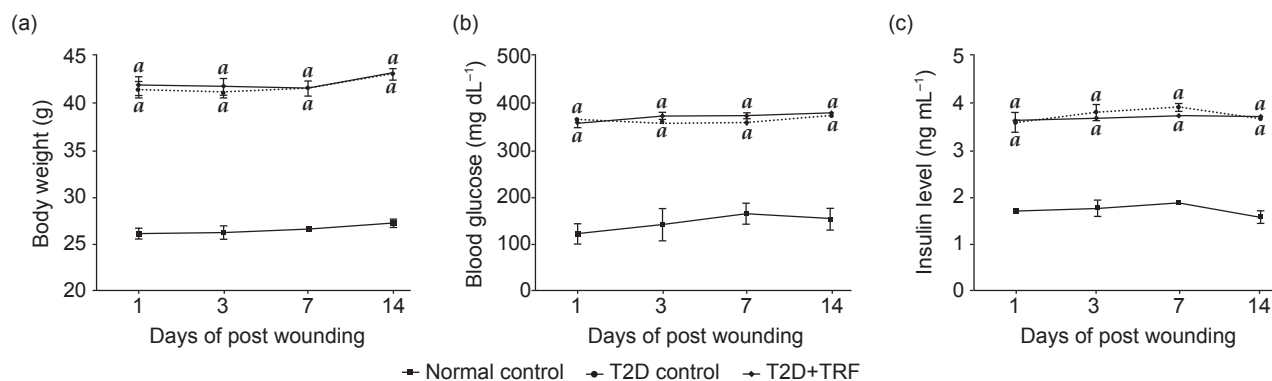 (a)
Body weight (g)
45
40
35
30
25
20
a a a a
a a a a
1 3 7 14
Days of post wounding
(b)
Blood glucose (mg dL⁻¹)
500
400
300
200
100
0
a a a a
a a a a
1 3 7 14
Days of post wounding
(c)
Insulin level (ng mL⁻¹)
5
4
3
2
1
0
a a a a
a a a a
1 3 7 14
Days of post wounding
Normal control T2D control T2D+TRF